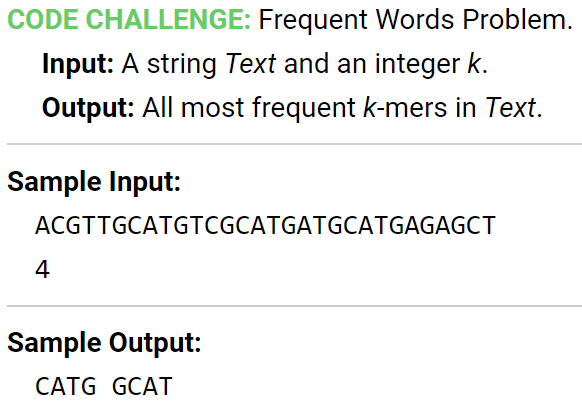 CODE CHALLENGE: Frequent Words Problem.
Input: A string Text and an integer k.
Output: All most frequent k-mers in Text.
Sample Input:
ACGTTGCATGTCGCATGATGCATGAGAGCT
4
Sample Output:
CATG GCAT